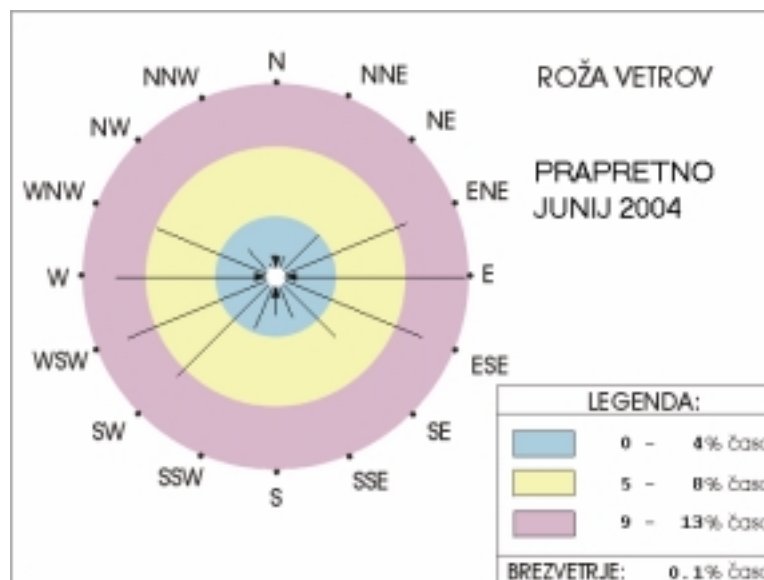 ROŽA VETROV
PRAPRETNO
JUNIJ 2004
N
NNE
NE
ENE
E
ESE
SE
SSE
S
SSW
SW
WSW
W
WNW
NW
NNW
LEGENDA:
0 - 4% časa
5 - 8% časa
9 - 13% časa
BREZVETRJE: 0.1% časa